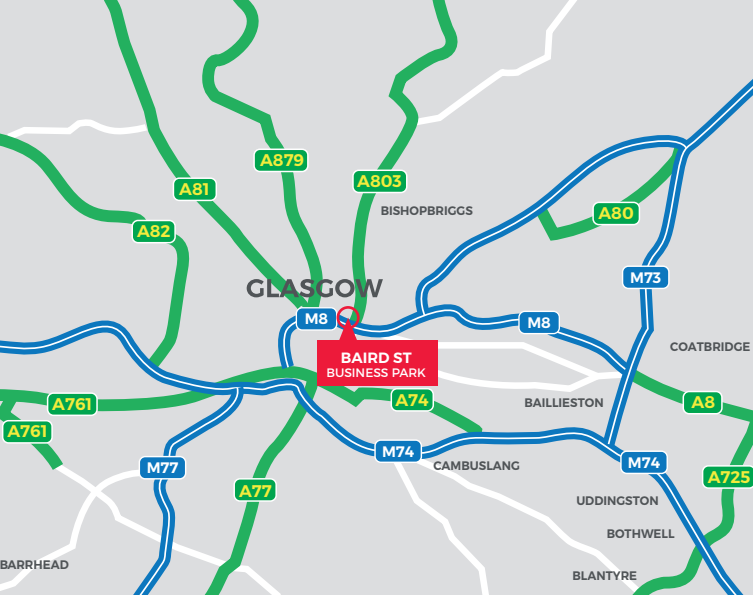 A879
A803
A81
BISHOPBRIGGS
A80
A82
M73
GLASGOW
M8
M8
COATBRIDGE
BAIRD ST
BUSINESS PARK
A74
A761
BAILLIESTON
A8
A761
M74
M74
M77
CAMBUSLANG
A725
A77
UDDINGSTON
BOTHWELL
BARRHEAD
BLANTYRE